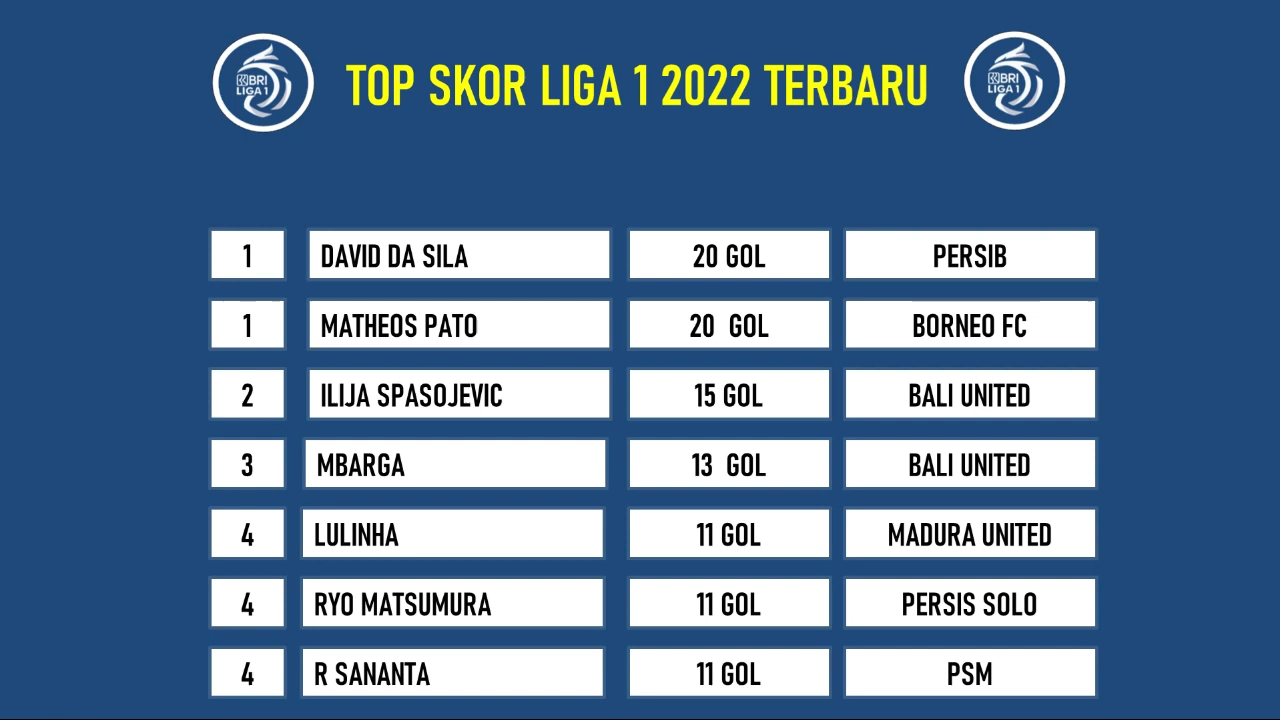 BRI
LIGA 1
TOP SKOR LIGA 1 2022 TERBARU
BRI
LIGA 1
1 DAVID DA SILA 20 GOL PERSIB
1 MATHEOS PATO 20 GOL BORNEO FC
2 ILIJA SPASOJEVIC 15 GOL BALI UNITED
3 MBARGA 13 GOL BALI UNITED
4 LULINHA 11 GOL MADURA UNITED
4 RYO MATSUMURA 11 GOL PERSIS SOLO
4 R SANANTA 11 GOL PSM